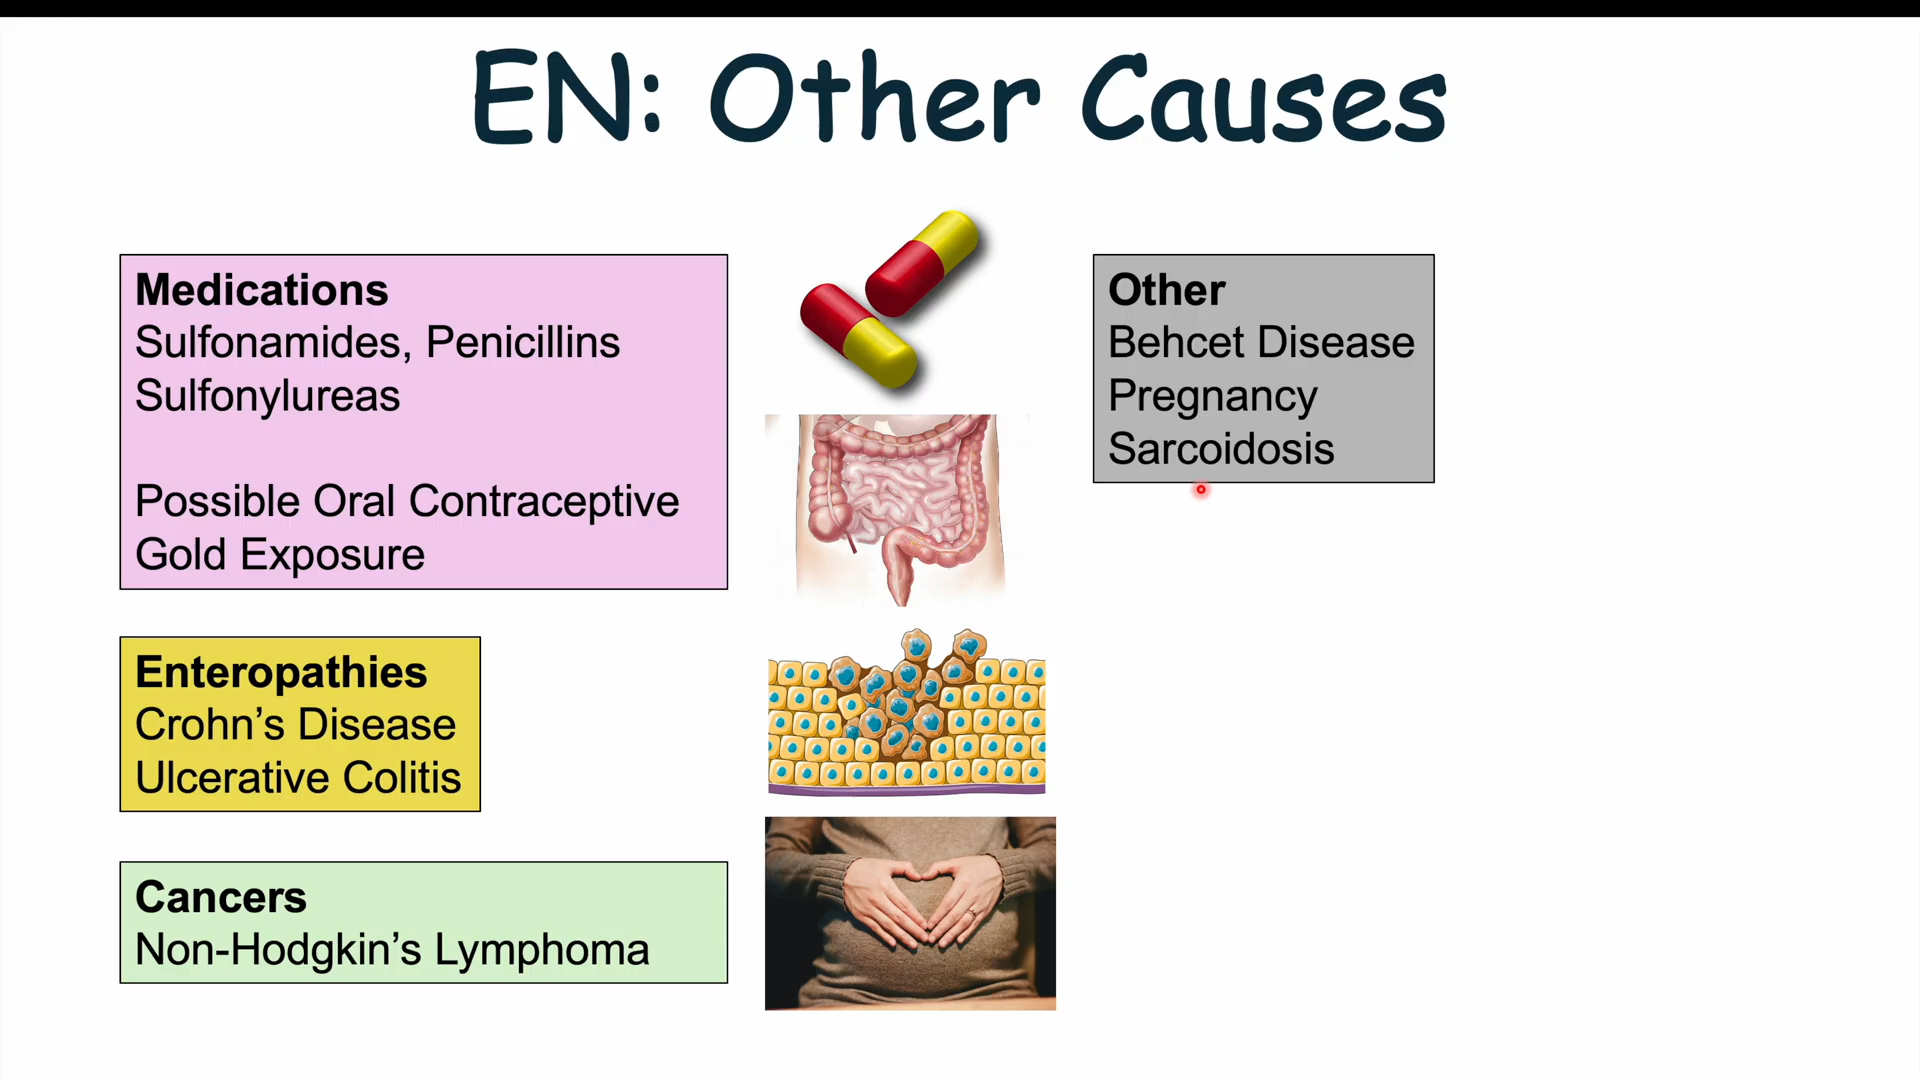 EN: Other Causes
Medications
Sulfonamides, Penicillins
Sulfonylureas
Possible Oral Contraceptive
Gold Exposure
Enteropathies
Crohn’s Disease
Ulcerative Colitis
Cancers
Non-Hodgkin’s Lymphoma
Other
Behcet Disease
Pregnancy
Sarcoidosis